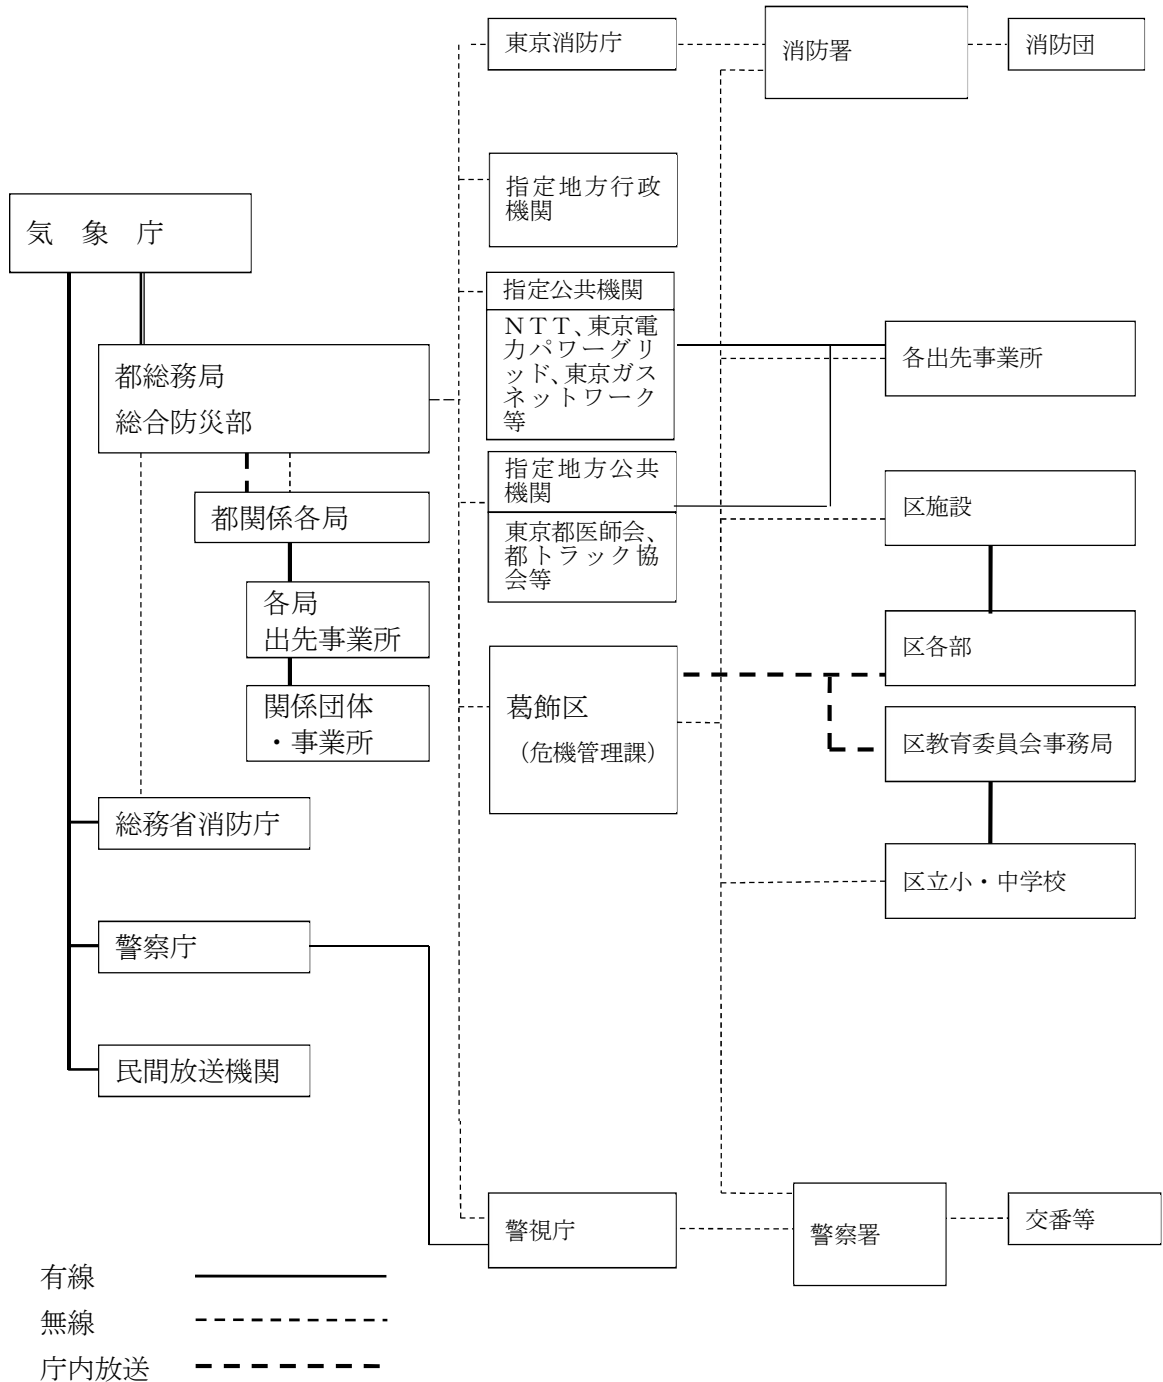 東京消防庁
消防署
消防団
指定地方行政
機関
気　象　庁
指定公共機関
ＮＴＴ、東京電
力パワーグリ
ッド、東京ガス
ネットワーク
等
各出先事業所
都総務局
総合防災部
指定地方公共
機関
東京都医師会、
都トラック協
会等
区施設
都関係各局
各局
出先事業所
関係団体
・事業所
葛飾区
（危機管理課）
区各部
区教育委員会事務局
総務省消防庁
区立小・中学校
警察庁
民間放送機関
警視庁
警察署
交番等
有線
無線
庁内放送